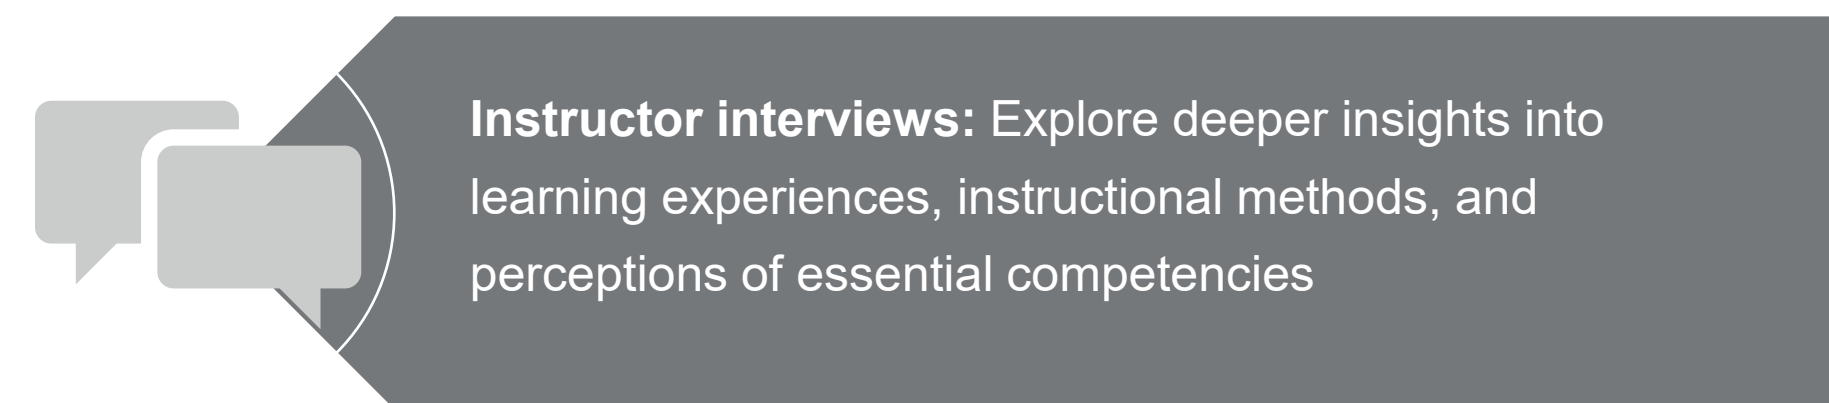 Instructor interviews: Explore deeper insights into
learning experiences, instructional methods, and
perceptions of essential competencies